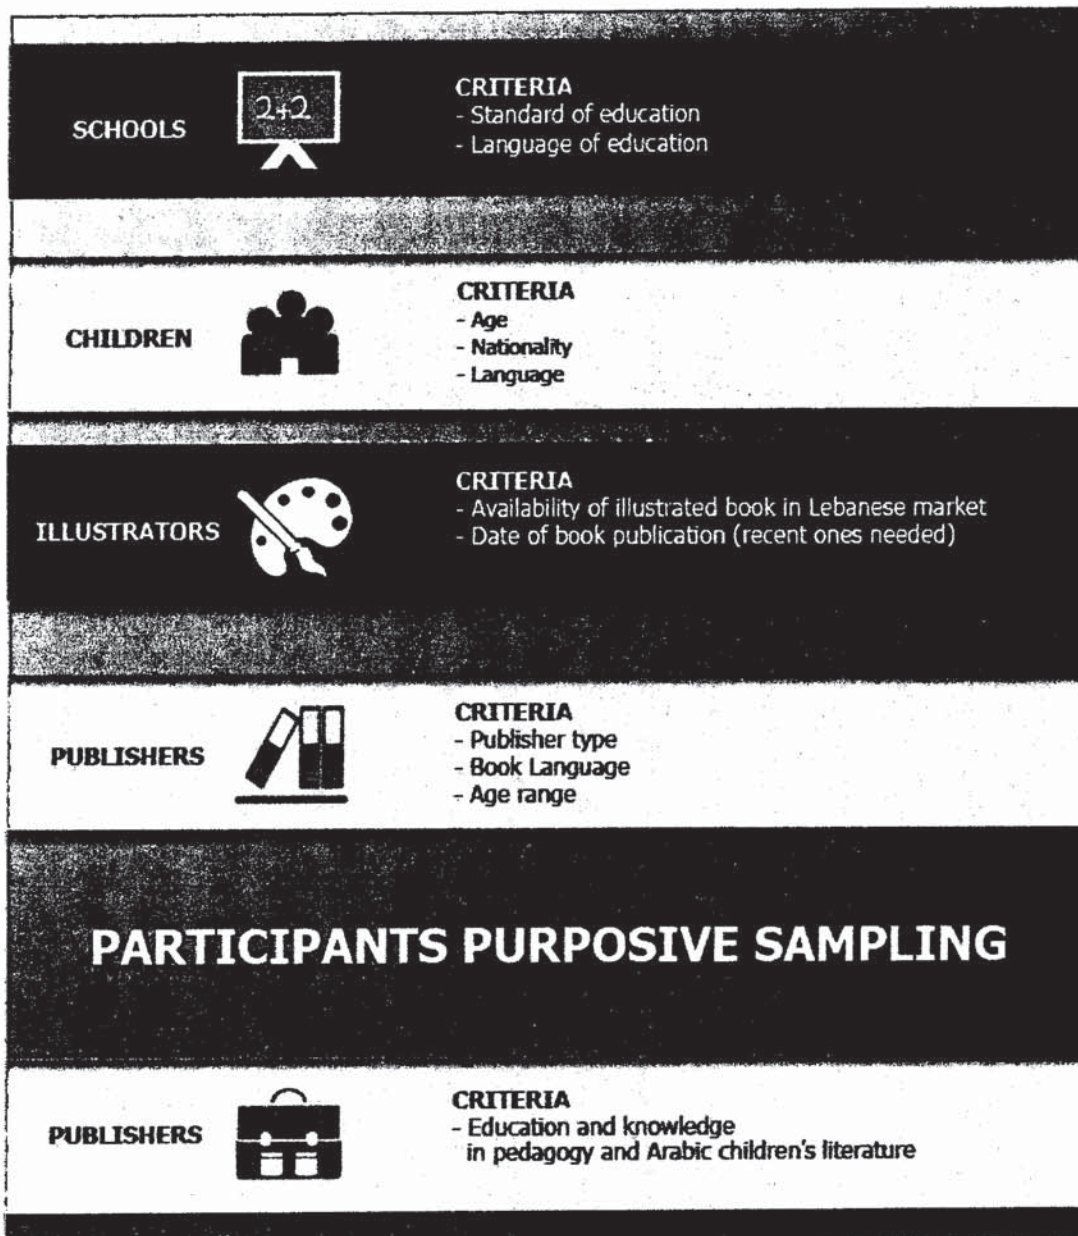 SCHOOLS
2+2
CRITERIA
- Standard of education
- Language of education
CHILDREN
CRITERIA
- Age
- Nationality
- Language
ILLUSTRATORS
CRITERIA
- Availability of illustrated book in Lebanese market
- Date of book publication (recent ones needed)
PUBLISHERS
CRITERIA
- Publisher type
- Book Language
- Age range
PARTICIPANTS PURPOSIVE SAMPLING
PUBLISHERS
CRITERIA
- Education and knowledge
in pedagogy and Arabic children's literature